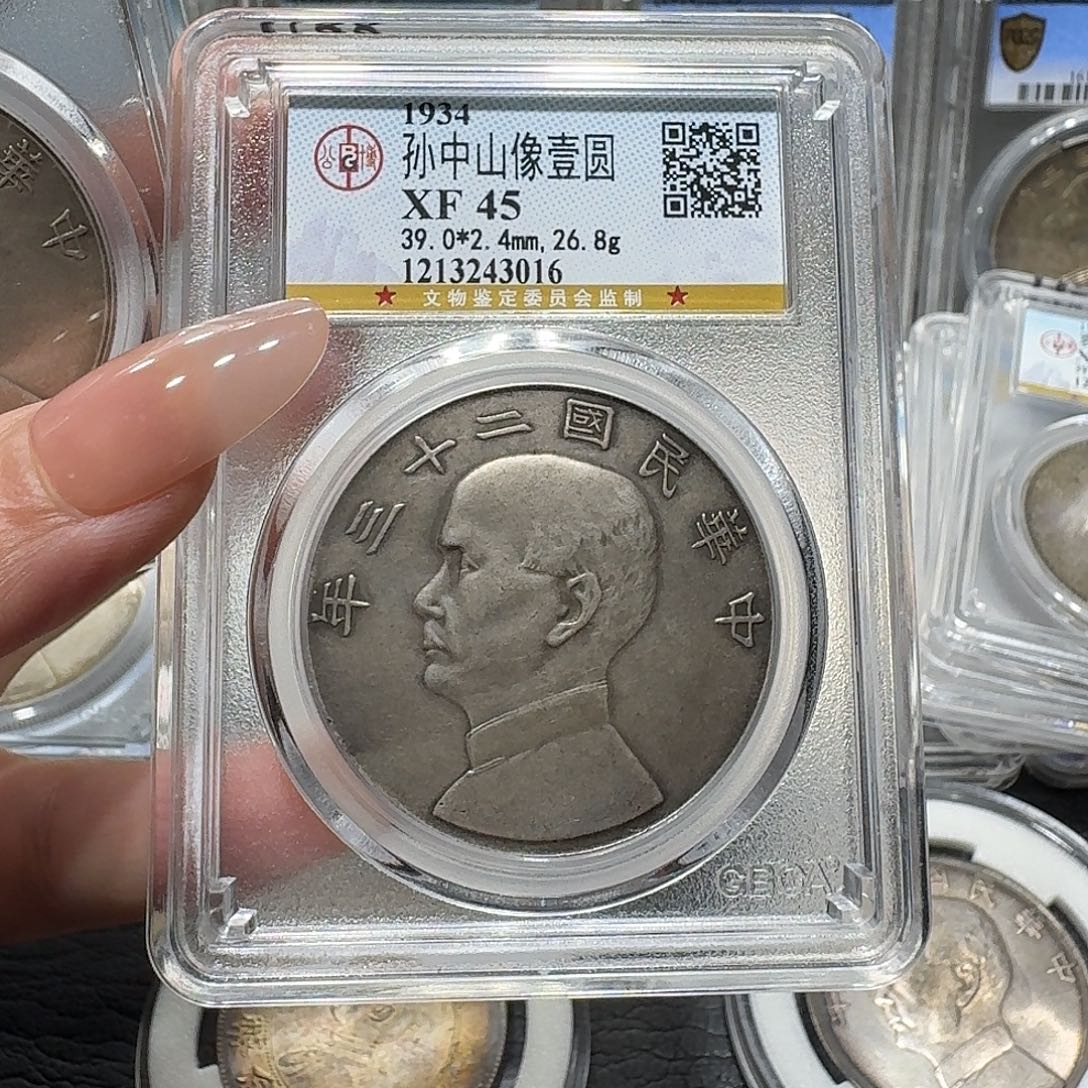 1934
孙中山像壹圆
XF 45
39.0*2.4mm, 26.8g
1213243016
★ 文物鉴定委员会监制 ★
中華民國二十三年
GBCA